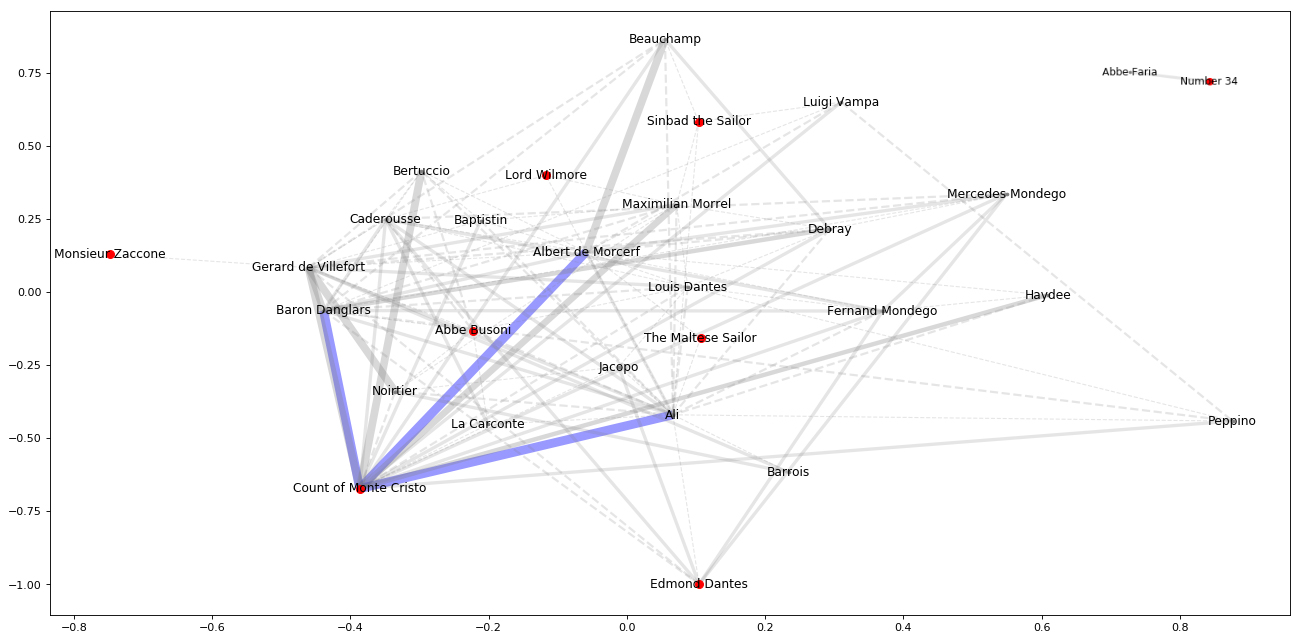 Beauchamp
Abbe Faria
Number 34
Luigi Vampa
Sinbad the Sailor
Bertuccio
Lord Wilmore
Mercedes Mondego
Maximilian Morrel
Caderousse
Baptistin
Debray
Monsieur Zaccone
Albert de Morcerf
Gerard de Villefort
Louis Dantes
Haydee
Baron Danglars
Fernand Mondego
Abbe Busoni
The Maltese Sailor
Jacopo
Noirtier
Ali
Peppino
La Carconte
Barrois
Count of Monte Cristo
Edmond Dantes
0.75
0.50
0.25
0.00
−0.25
−0.50
−0.75
−1.00
−0.8
−0.6
−0.4
−0.2
0.0
0.2
0.4
0.6
0.8